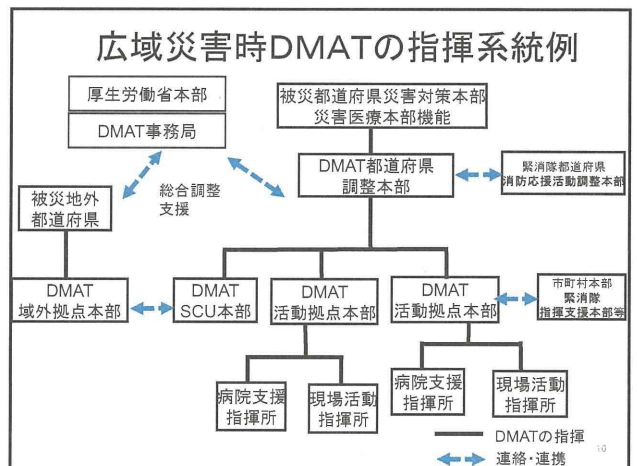 広域災害時DMATの指揮系統例
厚生労働省本部
DMAT事務局
被災都道府県災害対策本部
災害医療本部機能
DMAT都道府県
調整本部
緊消隊都道府県
消防応援活動調整本部
総合調整
支援
被災地外
都道府県
DMAT
域外拠点本部
DMAT
SCU本部
DMAT
活動拠点本部
DMAT
活動拠点本部
市町村本部
緊消隊
指揮支援本部等
病院支援
指揮所
現場活動
指揮所
病院支援
指揮所
現場活動
指揮所
DMATの指揮
連絡・連携
10